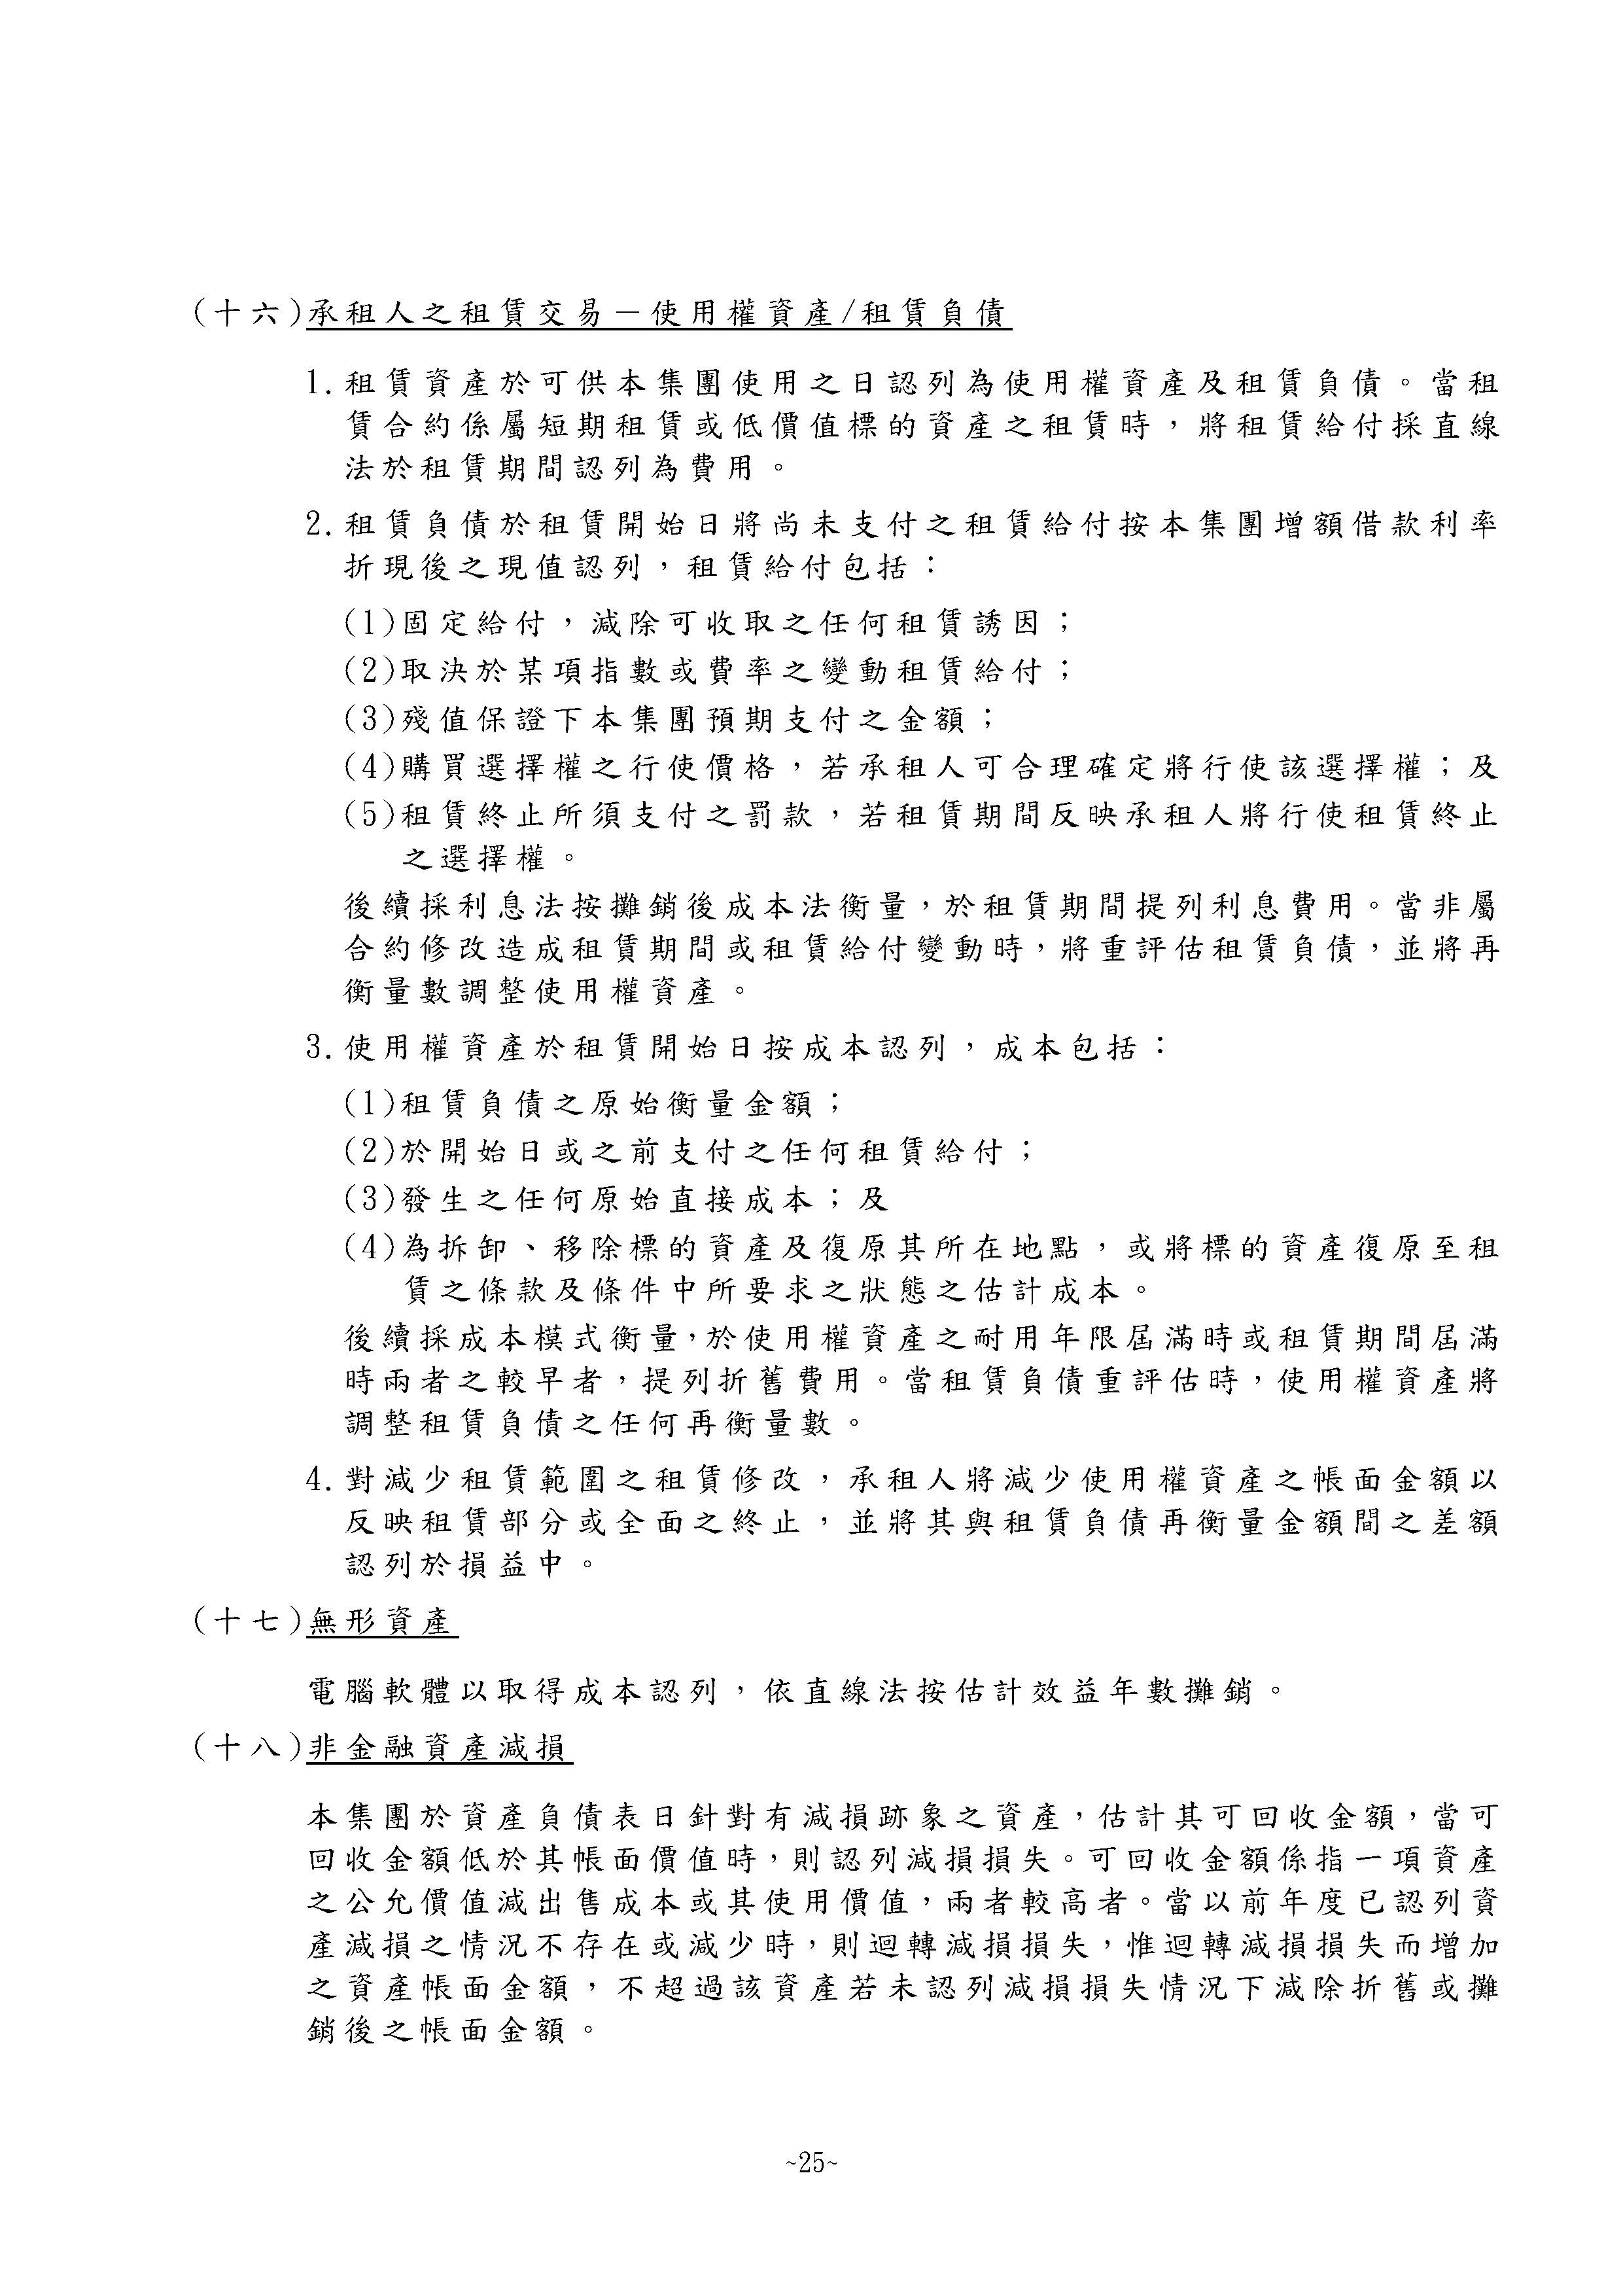 (十六)承租人之租賃交易－使用權資產/租賃負債
1.租賃資產於可供本集團使用之日認列為使用權資產及租賃負債。當租
賃合約係屬短期租賃或低價值標的資產之租賃時，將租賃給付採直線
法於租賃期間認列為費用。
2.租賃負債於租賃開始日將尚未支付之租賃給付按本集團增額借款利率
折現後之現值認列，租賃給付包括：
(1)固定給付，減除可收取之任何租賃誘因；
(2)取決於某項指數或費率之變動租賃給付；
(3)殘值保證下本集團預期支付之金額；
(4)購買選擇權之行使價格，若承租人可合理確定將行使該選擇權；及
(5)租賃終止所須支付之罰款，若租賃期間反映承租人將行使租賃終止
之選擇權。
後續採利息法按攤銷後成本法衡量，於租賃期間提列利息費用。當非屬
合約修改造成租賃期間或租賃給付變動時，將重評估租賃負債，並將再
衡量數調整使用權資產。
3.使用權資產於租賃開始日按成本認列，成本包括：
(1)租賃負債之原始衡量金額；
(2)於開始日或之前支付之任何租賃給付；
(3)發生之任何原始直接成本；及
(4)為拆卸、移除標的資產及復原其所在地點，或將標的資產復原至租
賃之條款及條件中所要求之狀態之估計成本。
後續採成本模式衡量，於使用權資產之耐用年限屆滿時或租賃期間屆滿
時兩者之較早者，提列折舊費用。當租賃負債重評估時，使用權資產將
調整租賃負債之任何再衡量數。
4.對減少租賃範圍之租賃修改，承租人將減少使用權資產之帳面金額以
反映租賃部分或全面之終止，並將其與租賃負債再衡量金額間之差額
認列於損益中。
(十七)無形資產
電腦軟體以取得成本認列，依直線法按估計效益年數攤銷。
(十八)非金融資產減損
本集團於資產負債表日針對有減損跡象之資產，估計其可回收金額，當可
回收金額低於其帳面價值時，則認列減損損失。可回收金額係指一項資產
之公允價值減出售成本或其使用價值，兩者較高者。當以前年度已認列資
產減損之情況不存在或減少時，則迴轉減損損失，惟迴轉減損損失而增加
之資產帳面金額，不超過該資產若未認列減損損失情況下減除折舊或攤
銷後之帳面金額。
~25~